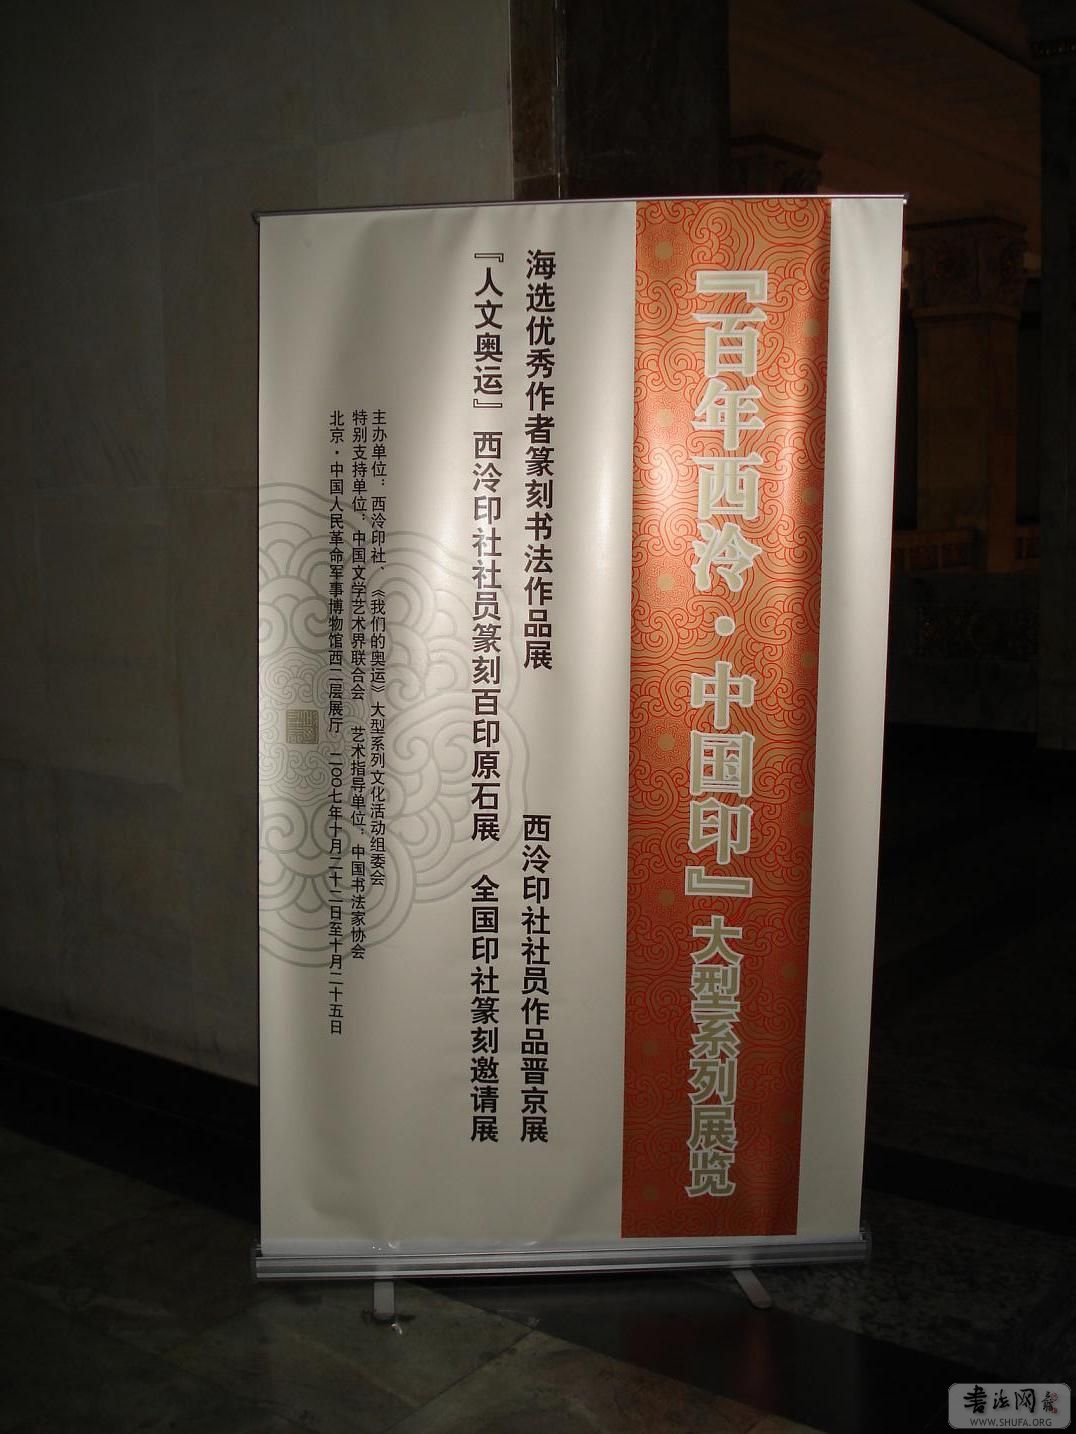 『百年西泠·中国印』大型系列展览
海选优秀作者篆刻书法作品展 西泠印社社员作品晋京展
『人文奥运』西泠印社社员篆刻百印原石展 全国印社篆刻邀请展
主办单位：西泠印社、《我们的奥运》大型系列文化活动组委会
特别支持单位：中国文学艺术界联合会 艺术指导单位：中国书法家协会
北京·中国人民革命军事博物馆西二层展厅 二〇〇七年十月二十二日至十月二十五日
书法网
WWW.SHUFA.ORG